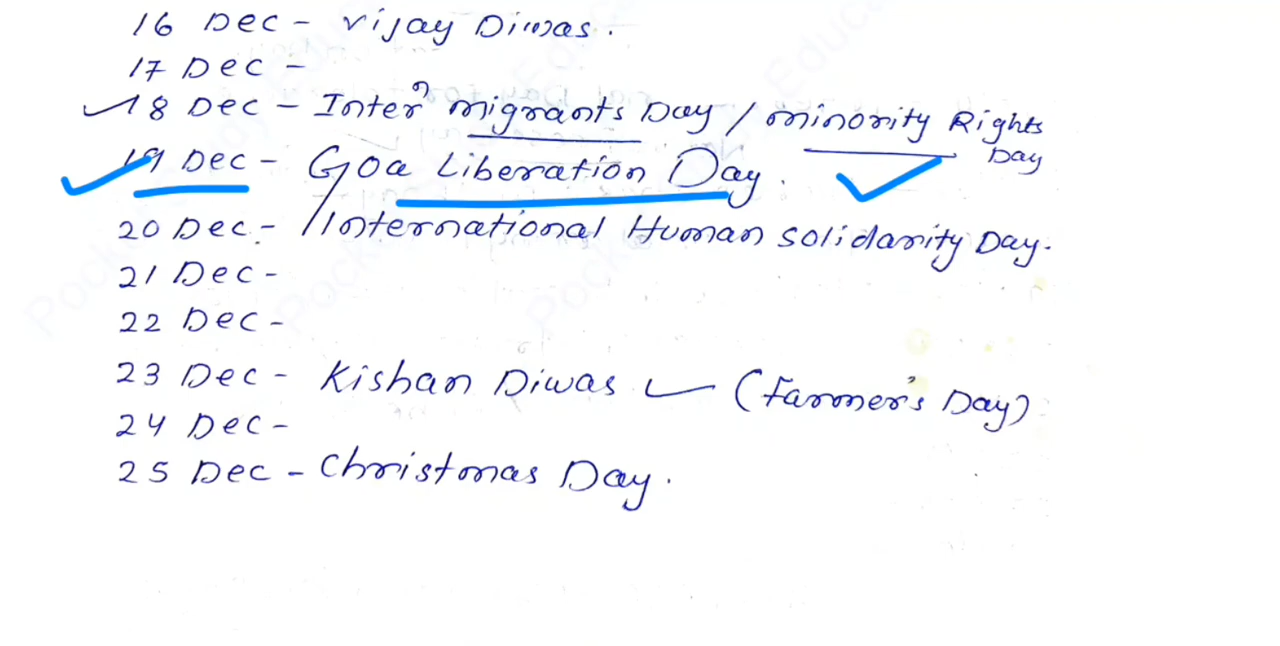 16 Dec - Vijay Diwas.
17 Dec -
18 Dec - Interⁿ migrants Day / minority Rights Day
19 Dec - Goa Liberation Day.
20 Dec - / International Human solidarity Day.
21 Dec -
22 Dec -
23 Dec - Kishan Diwas (Farmer's Day)
24 Dec -
25 Dec - Christmas Day.